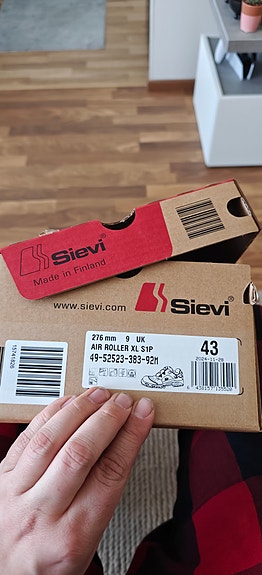 Sievi®
Made in Finland
www.sievi.com Sievi®
276 mm 9 UK
AIR ROLLER XL S1P
49-52523-383-92M
43
2024-11-28